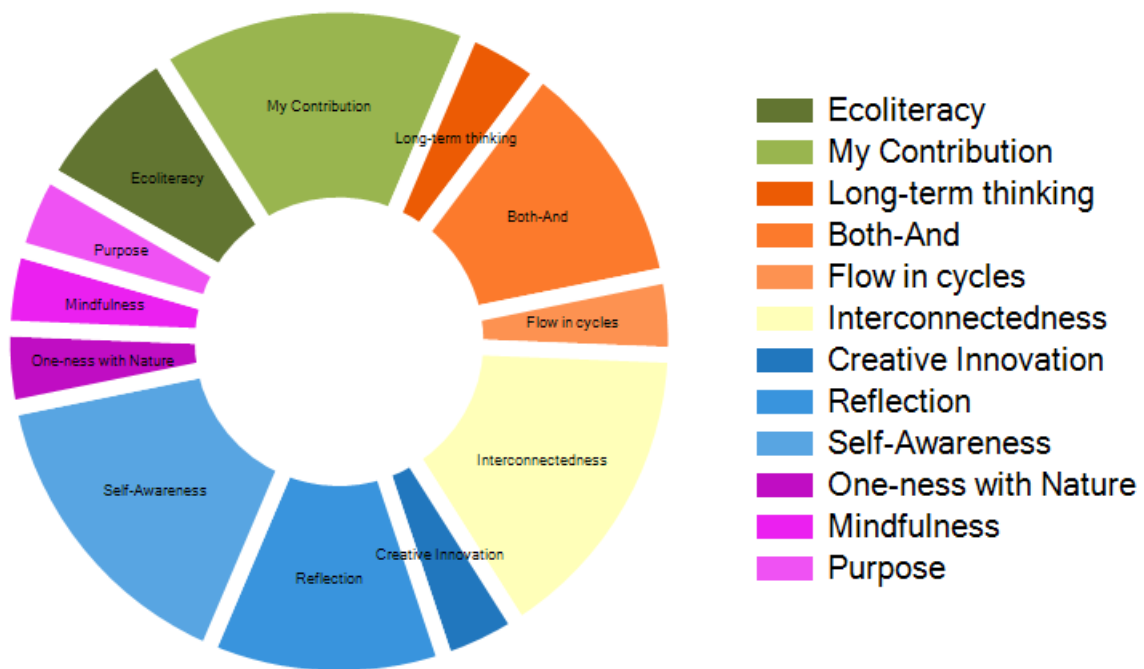 My Contribution
Long-term thinking
Ecoliteracy
Both-And
Purpose
Mindfulness
Flow in cycles
One-ness with Nature
Interconnectedness
Self-Awareness
Creative Innovation
Reflection
Ecoliteracy
My Contribution
Long-term thinking
Both-And
Flow in cycles
Interconnectedness
Creative Innovation
Reflection
Self-Awareness
One-ness with Nature
Mindfulness
Purpose